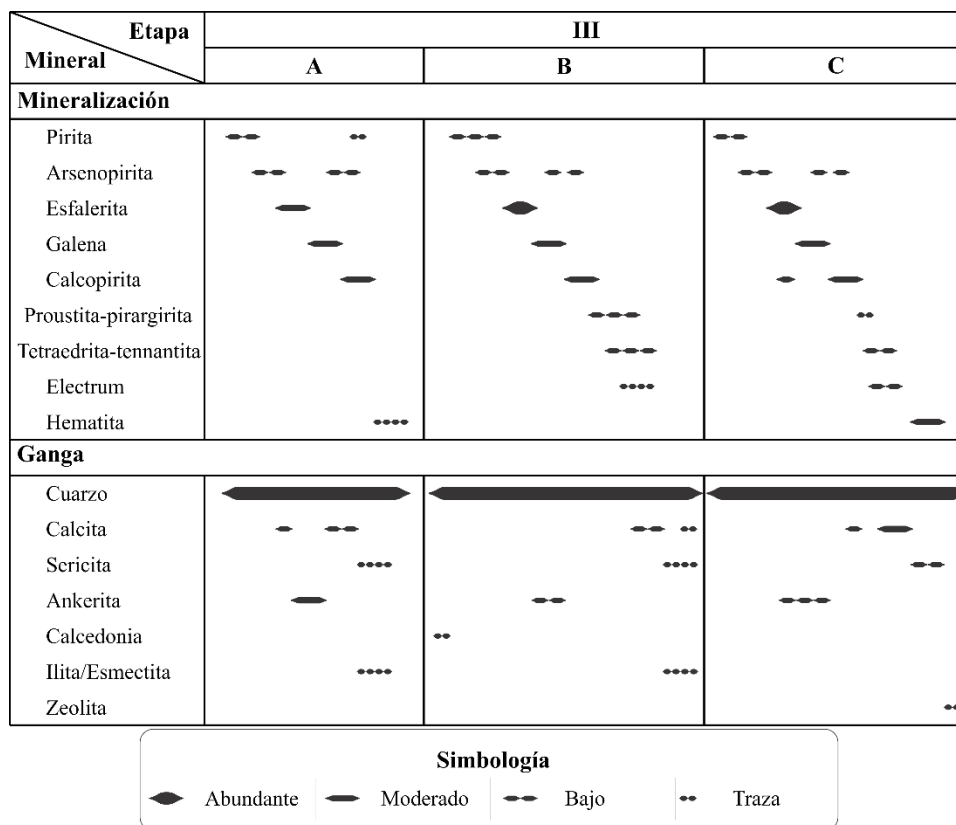 Etapa III
Mineral A B C
Mineralización
Pirita
Arsenopirita
Esfalerita
Galena
Calcopirita
Proustita-pirargirita
Tetraedrita-tennantita
Electrum
Hematita
Ganga
Cuarzo
Calcita
Sericita
Ankerita
Calcedonia
Ilita/Esmectita
Zeolita
Simbología
Abundante Moderado Bajo Traza